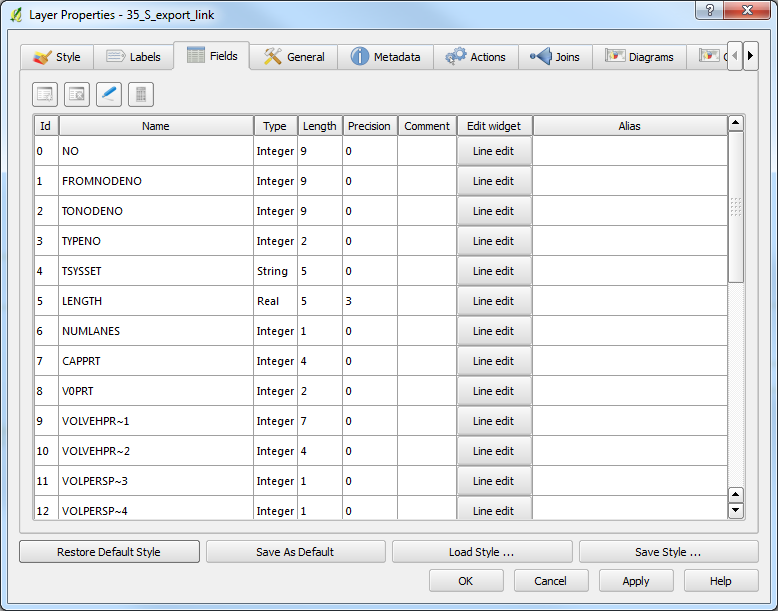 Layer Properties - 35_S_export_link
Style Labels Fields General Metadata Actions Joins Diagrams
Id Name Type Length Precision Comment Edit widget Alias
0 NO Integer 9 0 Line edit
1 FROMNODENO Integer 9 0 Line edit
2 TONODENO Integer 9 0 Line edit
3 TYPENO Integer 2 0 Line edit
4 TSYSSET String 5 0 Line edit
5 LENGTH Real 5 3 Line edit
6 NUMLANES Integer 1 0 Line edit
7 CAPPRT Integer 4 0 Line edit
8 V0PRT Integer 2 0 Line edit
9 VOLVEHPR~1 Integer 7 0 Line edit
10 VOLVEHPR~2 Integer 4 0 Line edit
11 VOLPERSP~3 Integer 1 0 Line edit
12 VOLPERSP~4 Integer 1 0 Line edit
Restore Default Style Save As Default Load Style ... Save Style ...
OK Cancel Apply Help